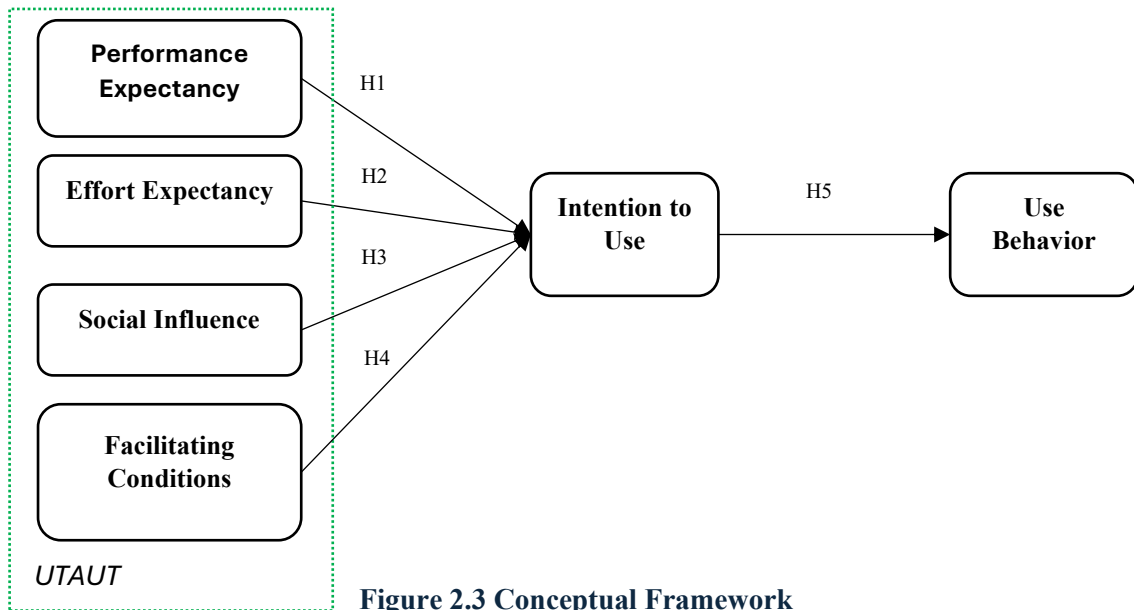 Performance
Expectancy
H1
Effort Expectancy
H2
Social Influence
H3
Facilitating
Conditions
H4
UTAUT
Intention to
Use
H5
Use
Behavior
Figure 2.3 Conceptual Framework